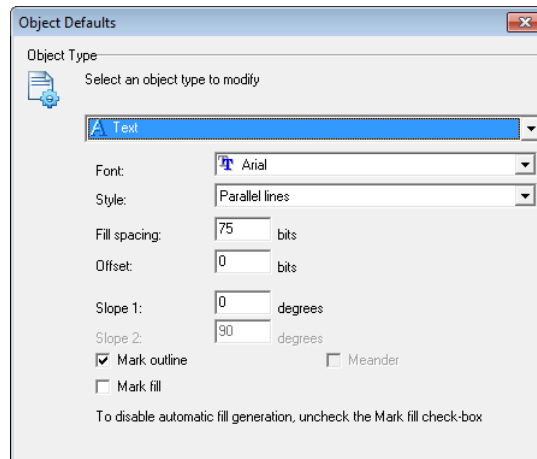 Object Defaults
Object Type
Select an object type to modify
Text
Font: Arial
Style: Parallel lines
Fill spacing: 75 bits
Offset: 0 bits
Slope 1: 0 degrees
Slope 2: 90 degrees
Mark outline Meander
Mark fill
To disable automatic fill generation, uncheck the Mark fill check-box